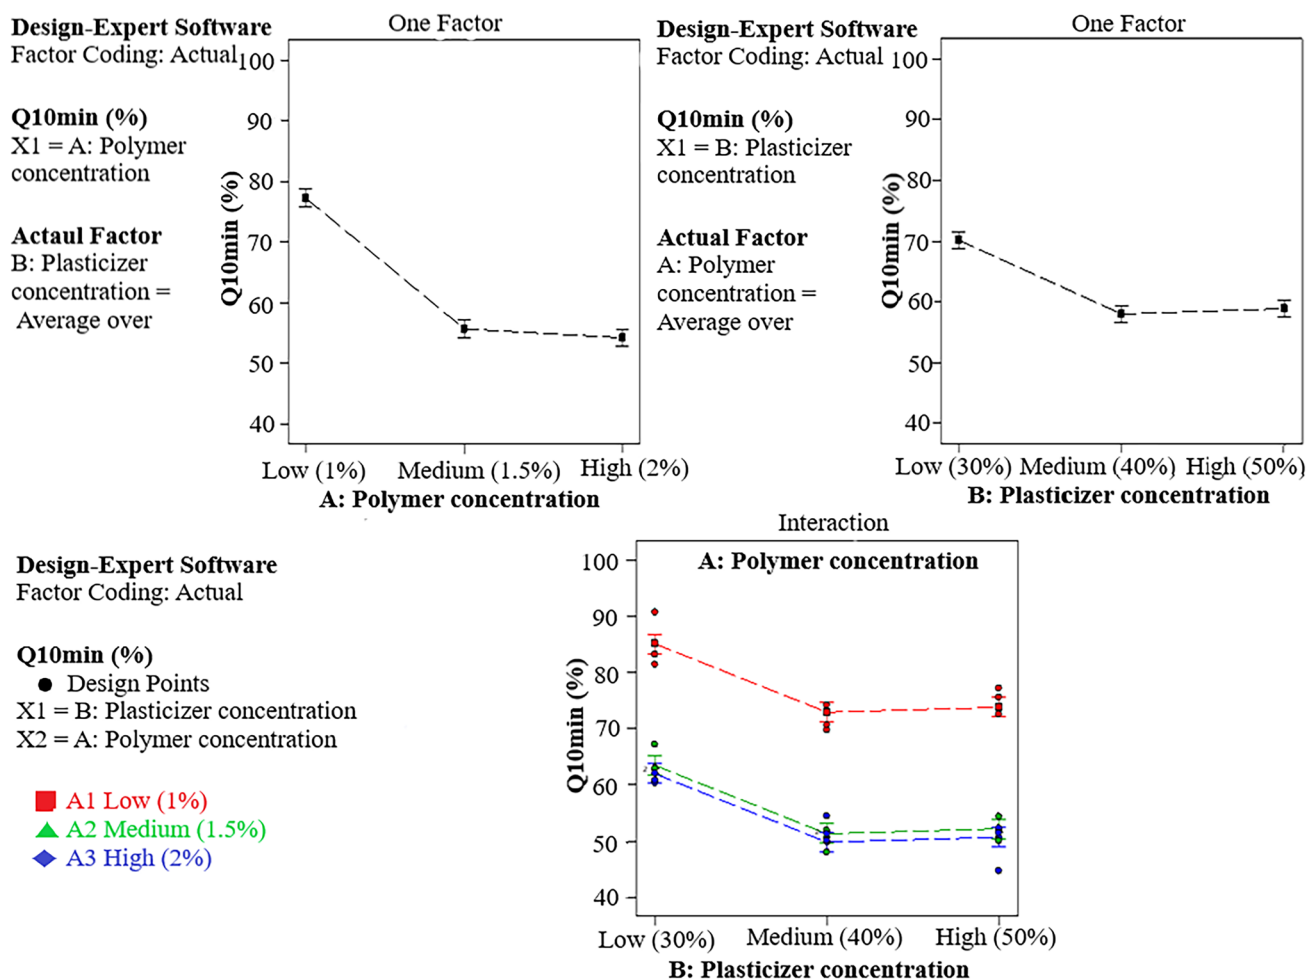 Design-Expert Software
Factor Coding: Actual
Q10min (%)
X1 = A: Polymer
concentration
Actaul Factor
B: Plasticizer
concentration =
Average over
One Factor
100
90
80
70
60
50
40
Q10min (%)
Low (1%) Medium (1.5%) High (2%)
A: Polymer concentration
Design-Expert Software
Factor Coding: Actual
Q10min (%)
X1 = B: Plasticizer
concentration
Actual Factor
A: Polymer
concentration =
Average over
One Factor
100
90
80
70
60
50
40
Q10min (%)
Low (30%) Medium (40%) High (50%)
B: Plasticizer concentration
Design-Expert Software
Factor Coding: Actual
Q10min (%)
Design Points
X1 = B: Plasticizer concentration
X2 = A: Polymer concentration
A1 Low (1%)
A2 Medium (1.5%)
A3 High (2%)
Interaction
A: Polymer concentration
100
90
80
70
60
50
40
Q10min (%)
Low (30%) Medium (40%) High (50%)
B: Plasticizer concentration